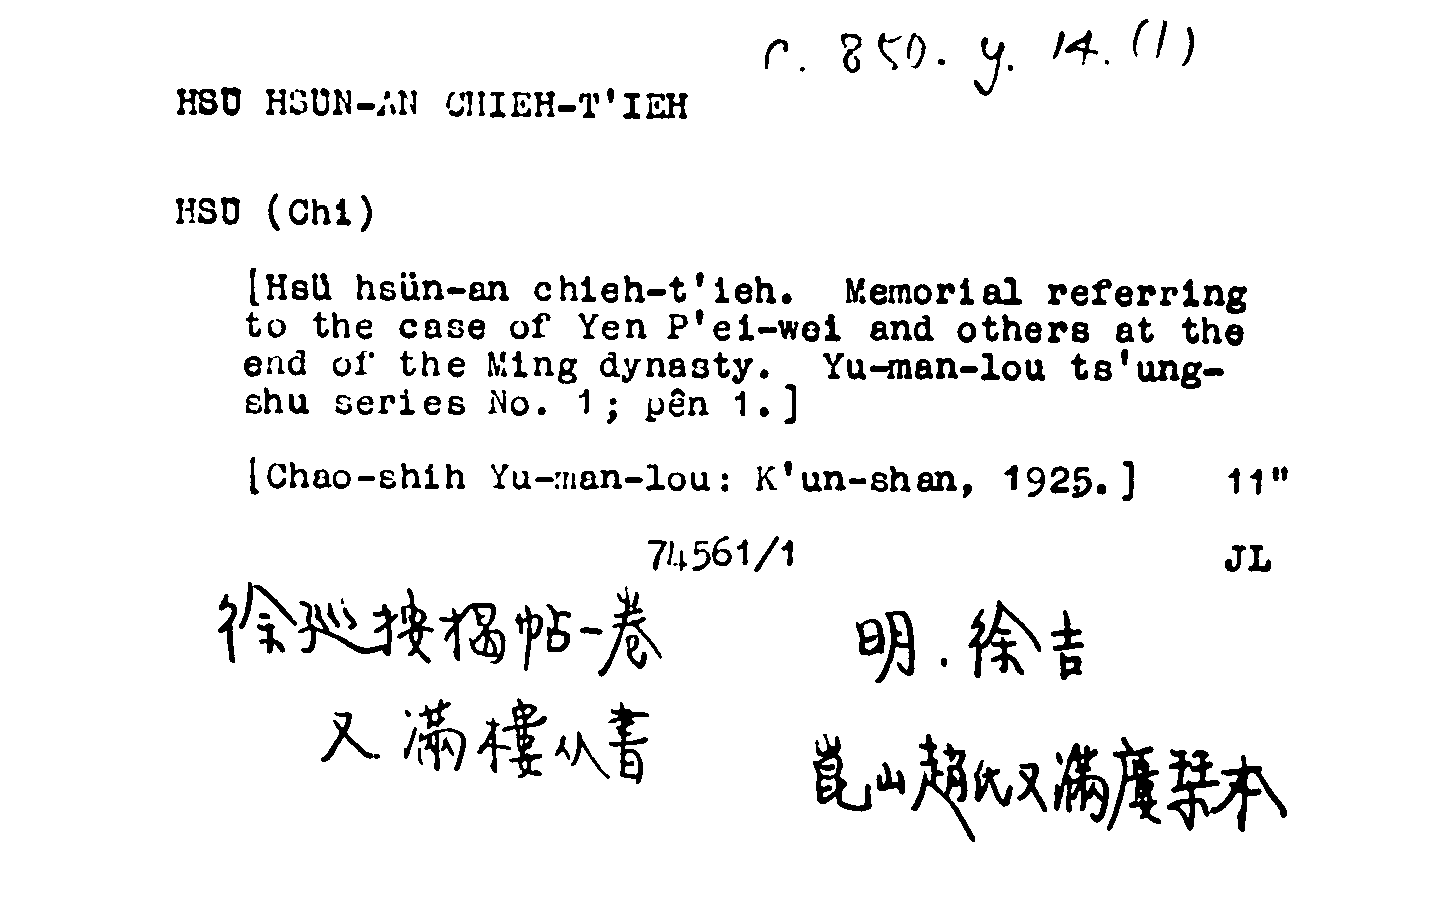 c. 850. y. 14. (1)
HSÜ HSÜN-AN CHIEH-T'IEH
HSÜ (Chi)
[Hsü hsün-an chieh-t'ieh. Memorial referring
to the case of Yen P'ei-wei and others at the
end of the Ming dynasty. Yu-man-lou ts'ung-
shu series No. 1; pên 1.]
[Chao-shih Yu-man-lou: K'un-shan, 1925.] 11"
74561/1 JL
徐巡按揭帖一卷
明.徐吉
又滿樓从書
崑山趙氏又滿廔琹本